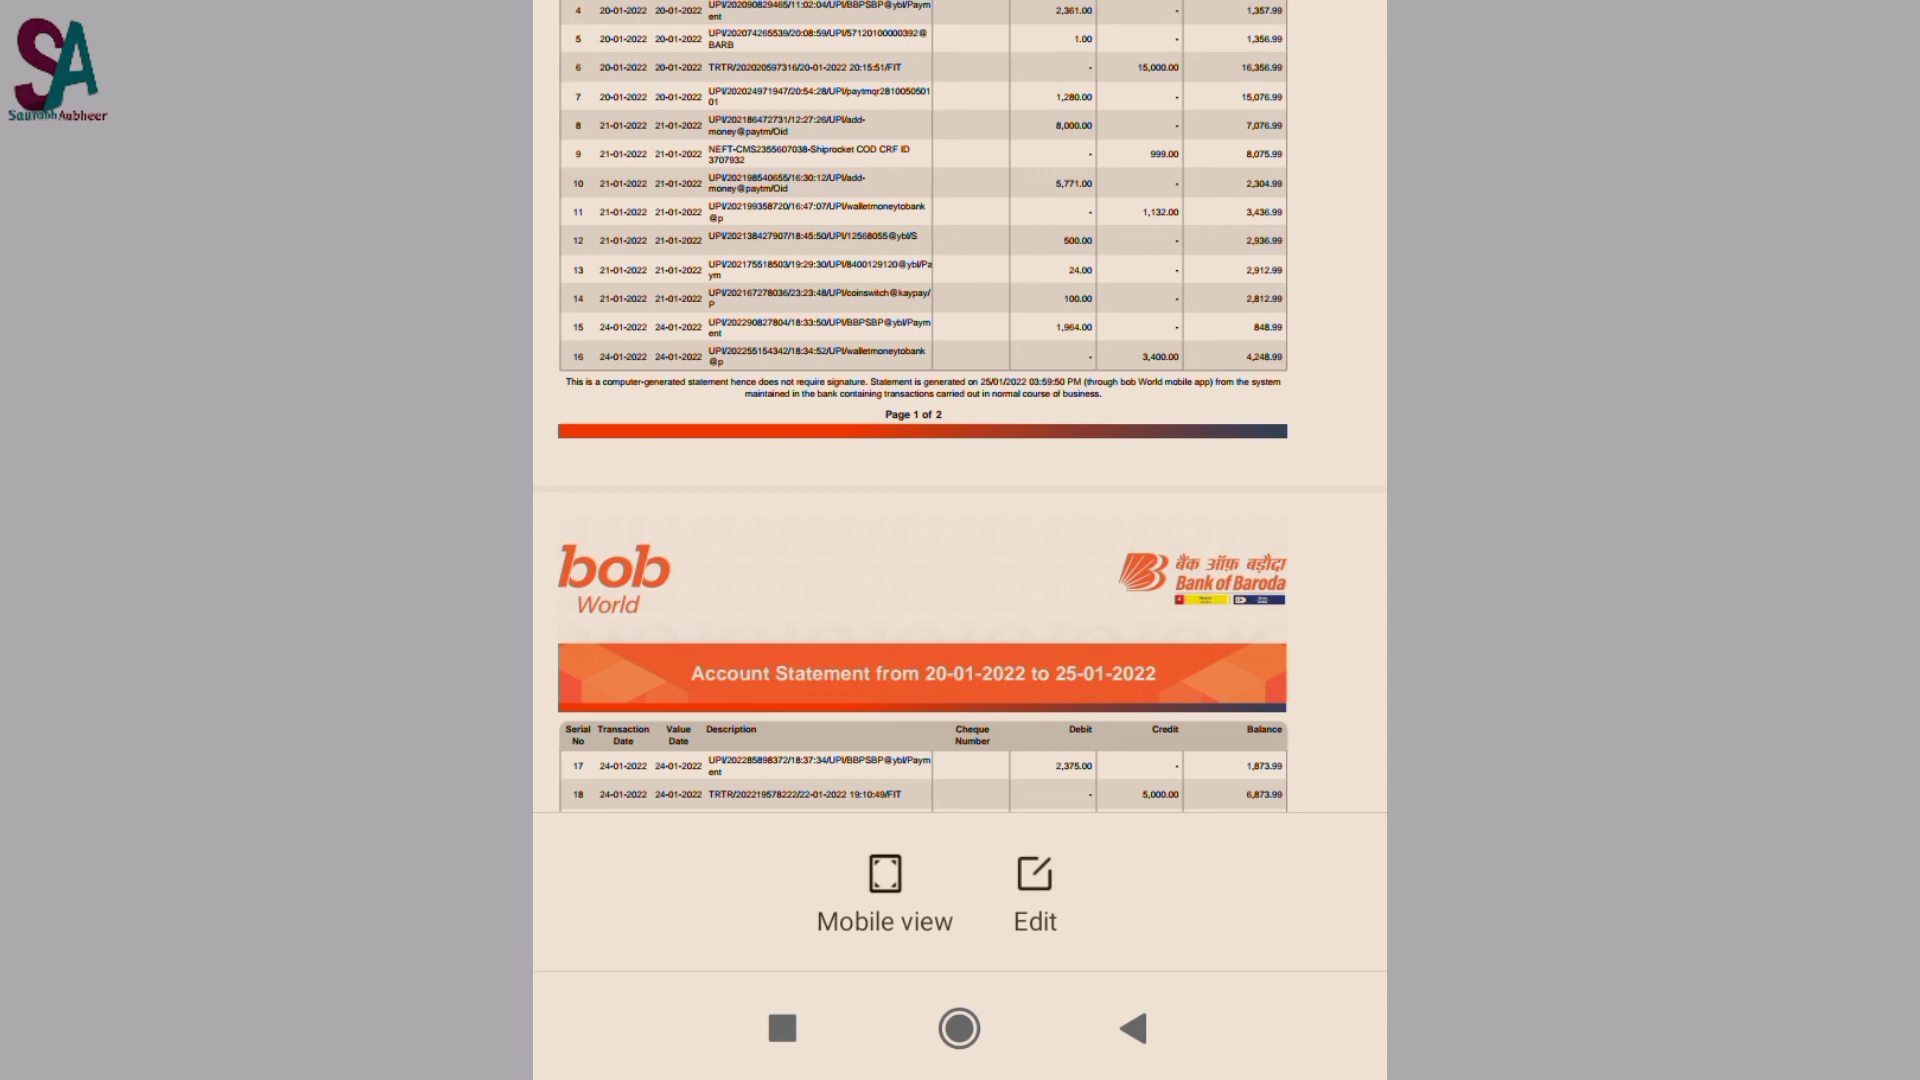 SA
Saurabh Aubheer
4 20-01-2022 20-01-2022 UPI/202090829465/11:02:04/UPI/BBPSBP@ybl/Paym 2,361.00 - 1,357.99
ent
5 20-01-2022 20-01-2022 UPI/202074265539/20:08:59/UPI/57120100000392@ 1.00 - 1,356.99
BARB
6 20-01-2022 20-01-2022 TRTR/202020597316/20-01-2022 20:15:51/FIT - 15,000.00 16,356.99
7 20-01-2022 20-01-2022 UPI/202024971947/20:54:28/UPI/paytmqr2810050501 1,280.00 - 15,076.99
01
8 21-01-2022 21-01-2022 UPI/202186472731/12:27:26/UPI/add- 8,000.00 - 7,076.99
money@paytm/Oid
9 21-01-2022 21-01-2022 NEFT-CMS2355607038-Shiprocket COD CRF ID - 999.00 8,075.99
3707932
10 21-01-2022 21-01-2022 UPI/202198540655/16:30:12/UPI/add- 5,771.00 - 2,304.99
money@paytm/Oid
11 21-01-2022 21-01-2022 UPI/202199358720/16:47:07/UPI/walletmoneytobank - 1,132.00 3,436.99
@p
12 21-01-2022 21-01-2022 UPI/202138427907/18:45:50/UPI/12568055@ybl/S 500.00 - 2,936.99
13 21-01-2022 21-01-2022 UPI/202175518503/19:29:30/UPI/8400129120@ybl/Pa 24.00 - 2,912.99
ym
14 21-01-2022 21-01-2022 UPI/202167278036/23:23:48/UPI/coinswitch@kaypay/ 100.00 - 2,812.99
P
15 24-01-2022 24-01-2022 UPI/202290827804/18:33:50/UPI/BBPSBP@ybl/Paym 1,964.00 - 848.99
ent
16 24-01-2022 24-01-2022 UPI/202255154342/18:34:52/UPI/walletmoneytobank - 3,400.00 4,248.99
@p
This is a computer-generated statement hence does not require signature. Statement is generated on 25/01/2022 03:59:50 PM (through bob World mobile app) from the system
maintained in the bank containing transactions carried out in normal course of business.
Page 1 of 2
bob
World
बैंक ऑफ़ बड़ौदा
Bank of Baroda
Account Statement from 20-01-2022 to 25-01-2022
Serial Transaction Value Description Cheque Debit Credit Balance
No Date Date Number
17 24-01-2022 24-01-2022 UPI/202285898372/18:37:34/UPI/BBPSBP@ybl/Paym 2,375.00 - 1,873.99
ent
18 24-01-2022 24-01-2022 TRTR/202219578222/22-01-2022 19:10:49/FIT - 5,000.00 6,873.99
Mobile view
Edit